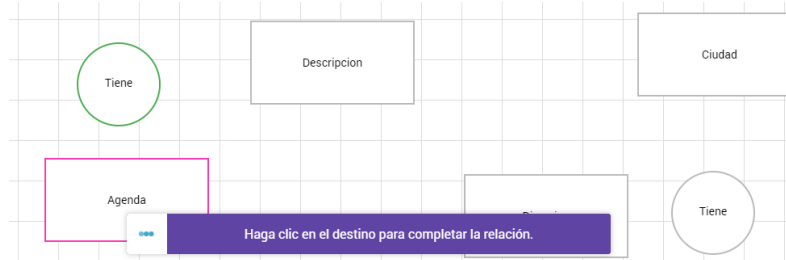 Descripcion
Ciudad
Tiene
Agenda
Tiene
Haga clic en el destino para completar la relación.